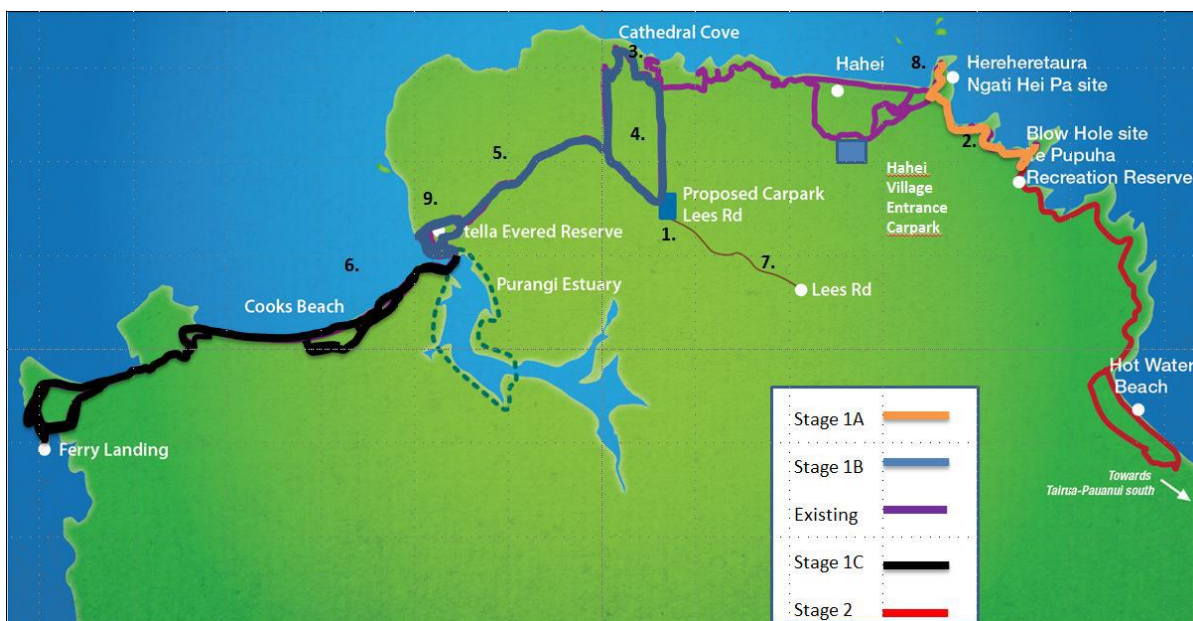 Cathedral Cove
3.
Hahei
8.
Hereheretaura
Ngati Hei Pa site
4.
2.
Blow Hole site
Te Pupuha
Recreation Reserve
5.
Hahei
Village
Entrance
Carpark
Proposed Carpark
Lees Rd
9.
tella Evered Reserve
1.
7.
6.
Purangi Estuary
Lees Rd
Cooks Beach
Hot Water
Beach
Ferry Landing
Towards
Tairua-Pauanui south
Stage 1A
Stage 1B
Existing
Stage 1C
Stage 2